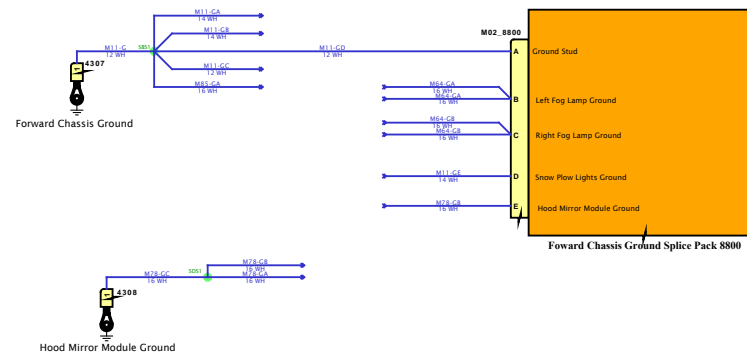 M11-GA
14 WH
M11-GB
14 WH
M11-G
12 WH
SBS1
M11-GD
12 WH
M11-GC
12 WH
M85-GA
16 WH
4307
Forward Chassis Ground
M02_8800
A
Ground Stud
M64-GA
16 WH
M64-GA
16 WH
B
Left Fog Lamp Ground
M64-GB
16 WH
M64-GB
16 WH
C
Right Fog Lamp Ground
M11-GE
14 WH
D
Snow Plow Lights Ground
M78-GB
16 WH
E
Hood Mirror Module Ground
Foward Chassis Ground Splice Pack 8800
M78-GC
16 WH
SDS1
M78-GB
16 WH
M78-GA
16 WH
4308
A
Hood Mirror Module Ground